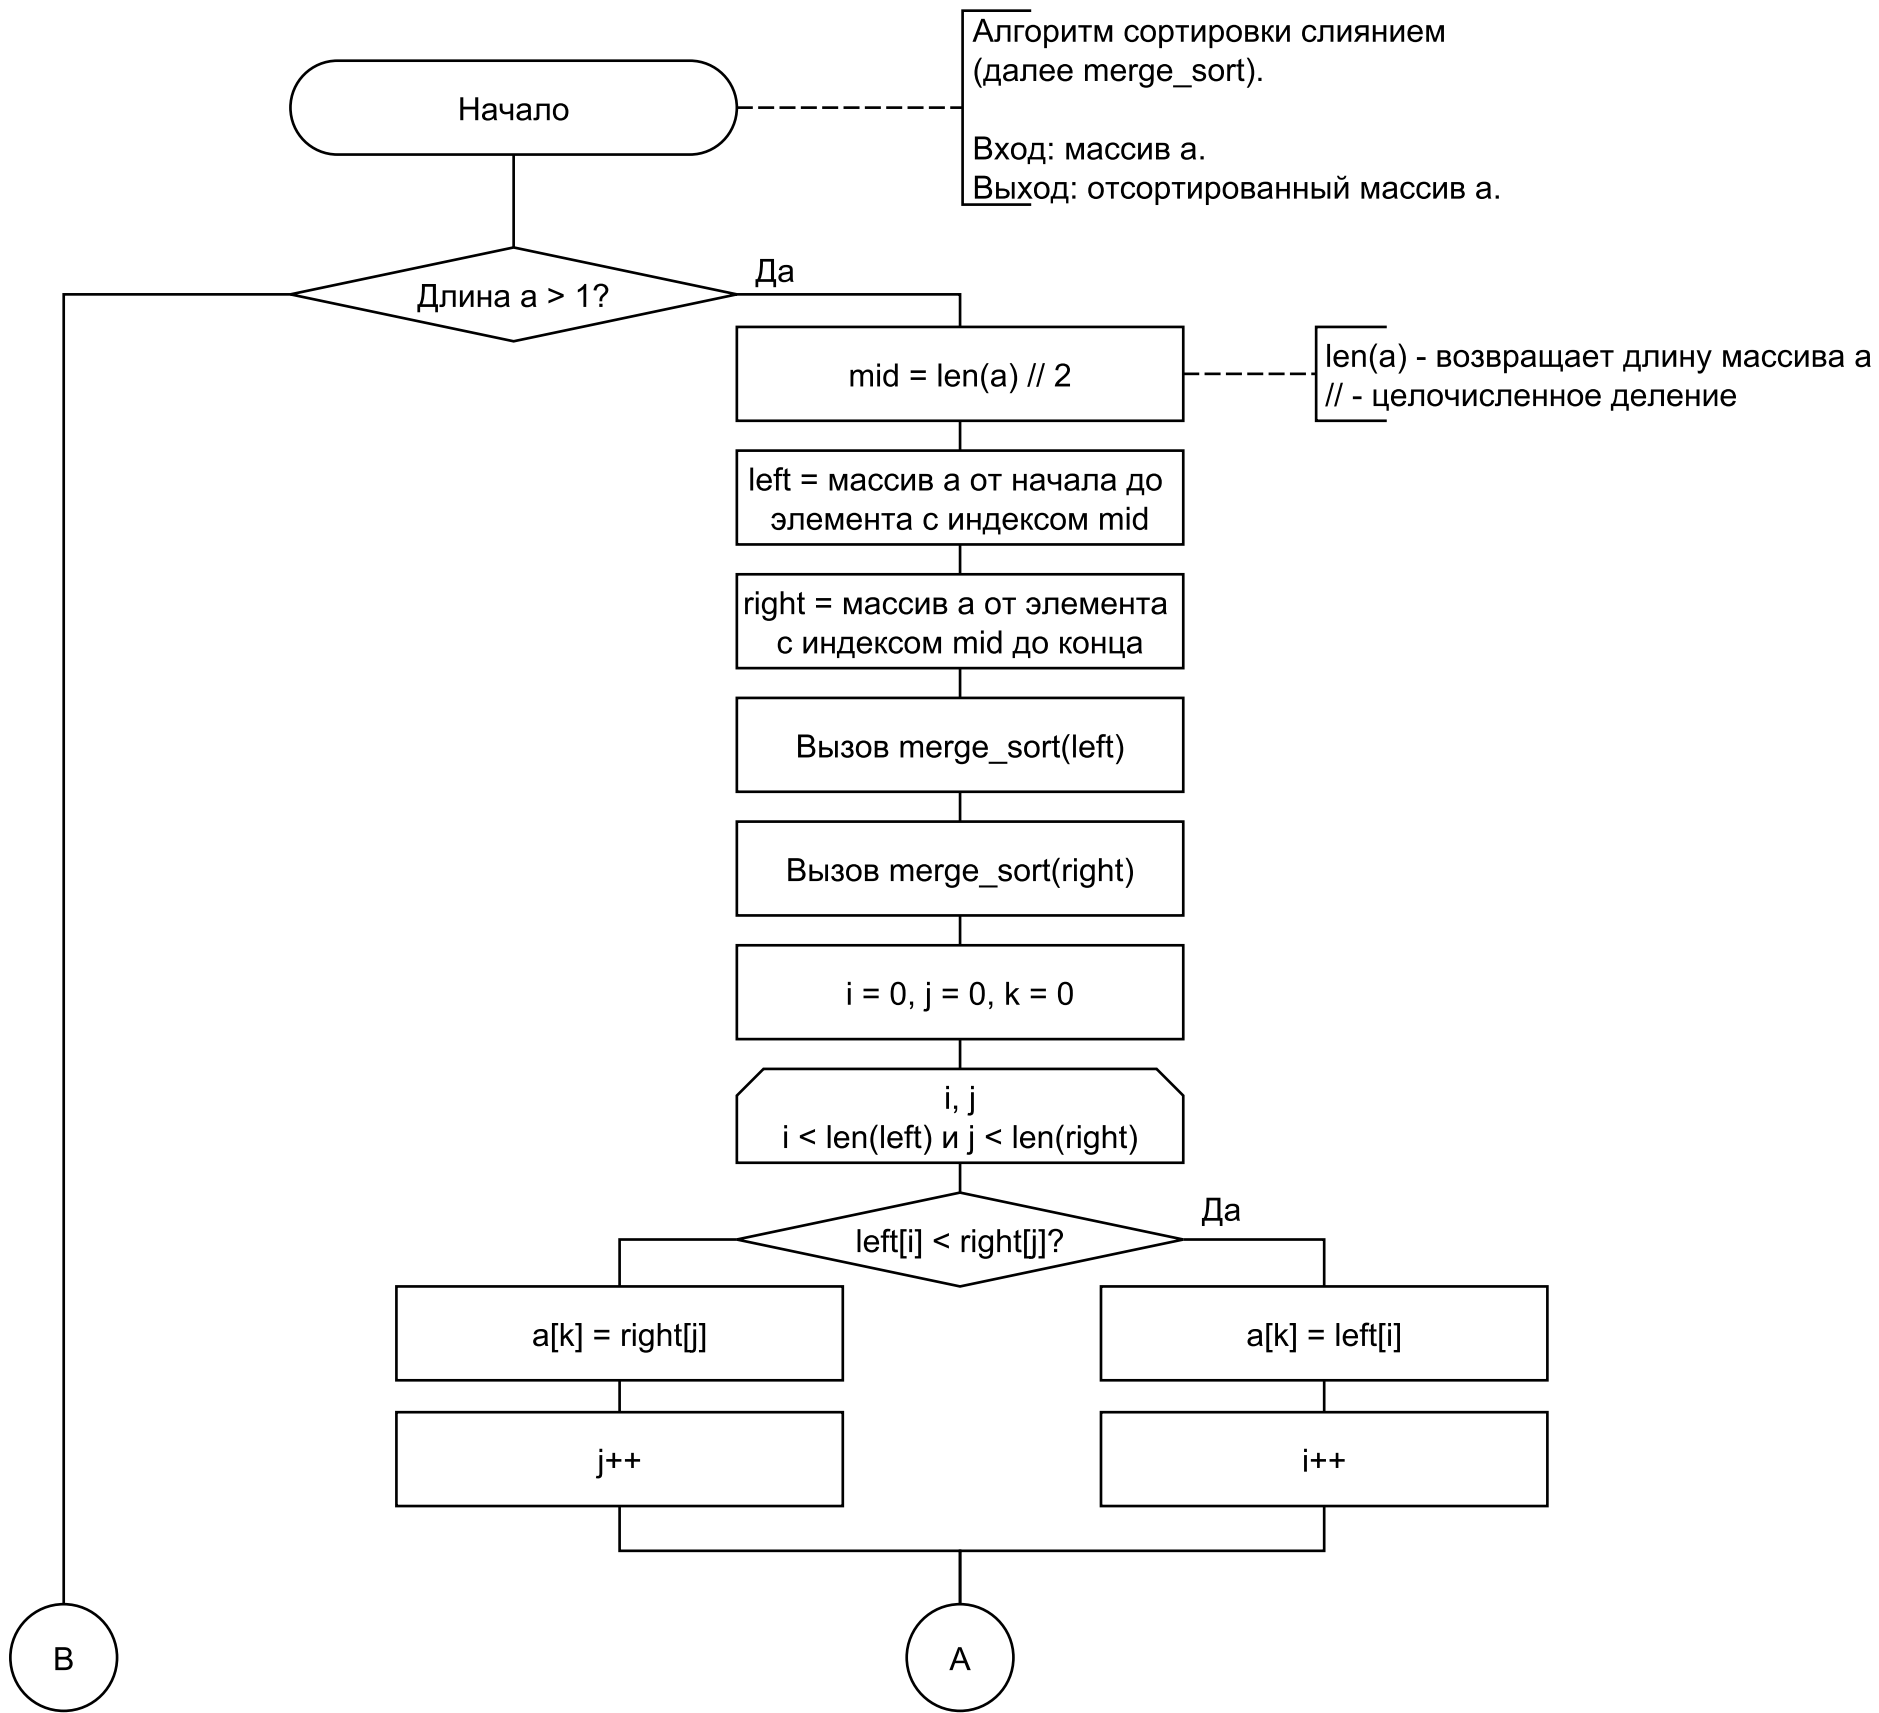 Алгоритм сортировки слиянием
(далее merge_sort).
Вход: массив a.
Выход: отсортированный массив a.
Начало
Длина a > 1?
Да
mid = len(a) // 2
len(a) - возвращает длину массива a
// - целочисленное деление
left = массив a от начала до
элемента с индексом mid
right = массив a от элемента
с индексом mid до конца
Вызов merge_sort(left)
Вызов merge_sort(right)
i = 0, j = 0, k = 0
i, j
i < len(left) и j < len(right)
left[i] < right[j]?
Да
a[k] = right[j]
a[k] = left[i]
j++
i++
B
A